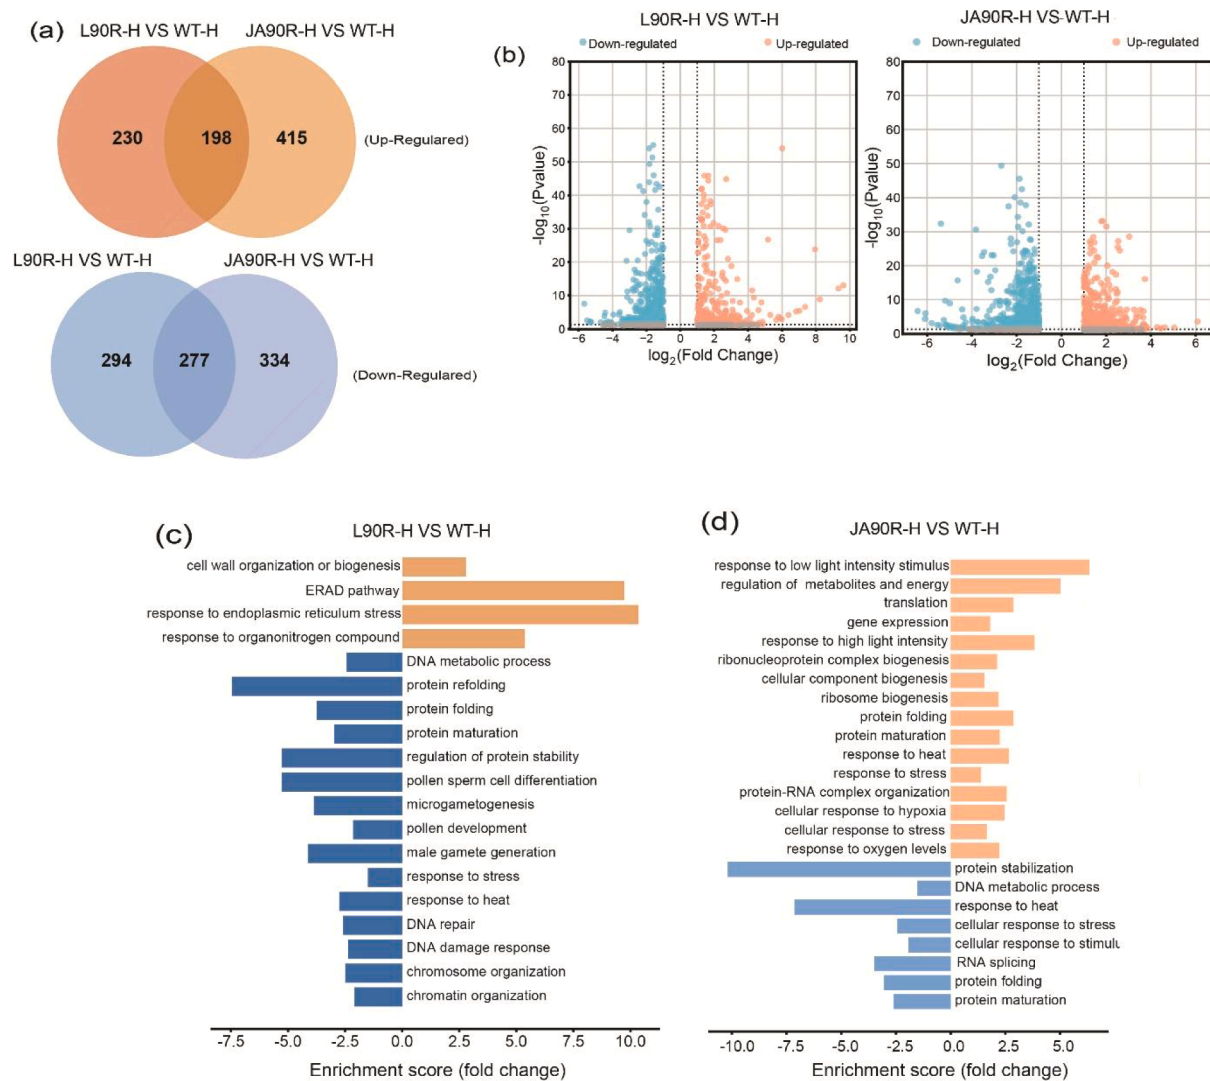 (a)
L90R-H VS WT-H
JA90R-H VS WT-H
230
198
415
(Up-Regulared)
L90R-H VS WT-H
JA90R-H VS WT-H
294
277
334
(Down-Regulared)
(b)
L90R-H VS WT-H
Down-regulated
Up-regulated
80
70
60
50
40
30
20
10
0
-log10(Pvalue)
-6
-4
-2
0
2
4
6
8
10
log2(Fold Change)
JA90R-H VS WT-H
Down-regulated
Up-regulated
80
70
60
50
40
30
20
10
0
-log10(Pvalue)
-6
-4
-2
0
2
4
6
log2(Fold Change)
(c)
L90R-H VS WT-H
cell wall organization or biogenesis
ERAD pathway
response to endoplasmic reticulum stress
response to organonitrogen compound
DNA metabolic process
protein refolding
protein folding
protein maturation
regulation of protein stability
pollen sperm cell differentiation
microgametogenesis
pollen development
male gamete generation
response to stress
response to heat
DNA repair
DNA damage response
chromosome organization
chromatin organization
-7.5
-5.0
-2.5
0.0
2.5
5.0
7.5
10.0
Enrichment score (fold change)
(d)
JA90R-H VS WT-H
response to low light intensity stimulus
regulation of metabolites and energy
translation
gene expression
response to high light intensity
ribonucleoprotein complex biogenesis
cellular component biogenesis
ribosome biogenesis
protein folding
protein maturation
response to heat
response to stress
protein-RNA complex organization
cellular response to hypoxia
cellular response to stress
response to oxygen levels
protein stabilization
DNA metabolic process
response to heat
cellular response to stress
cellular response to stimulu
RNA splicing
protein folding
protein maturation
-10.0
-7.5
-5.0
-2.5
0.0
2.5
5.0
Enrichment score (fold change)